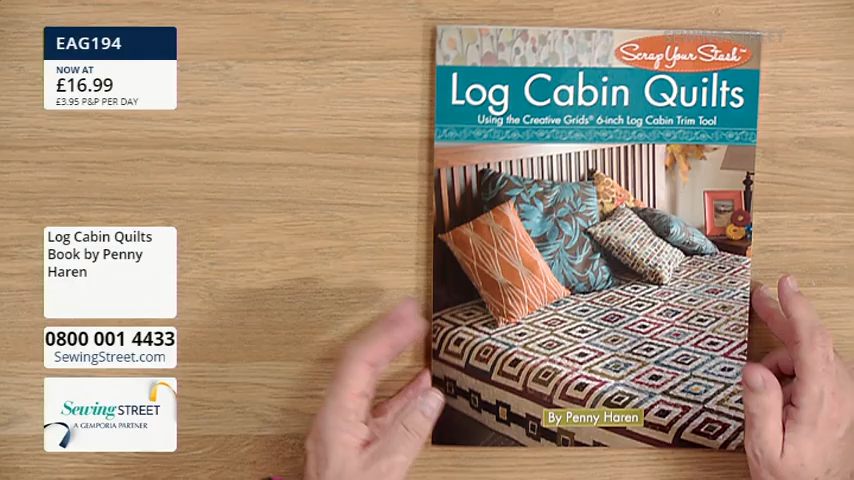 EAG194
NOW AT
£16.99
£3.95 P&P PER DAY
Log Cabin Quilts
Book by Penny
Haren
0800 001 4433
SewingStreet.com
Sewing STREET
A GEMPORIA PARTNER
Scrap Your Stash™
Log Cabin Quilts
Using the Creative Grids® 6-inch Log Cabin Trim Tool
By Penny Haren